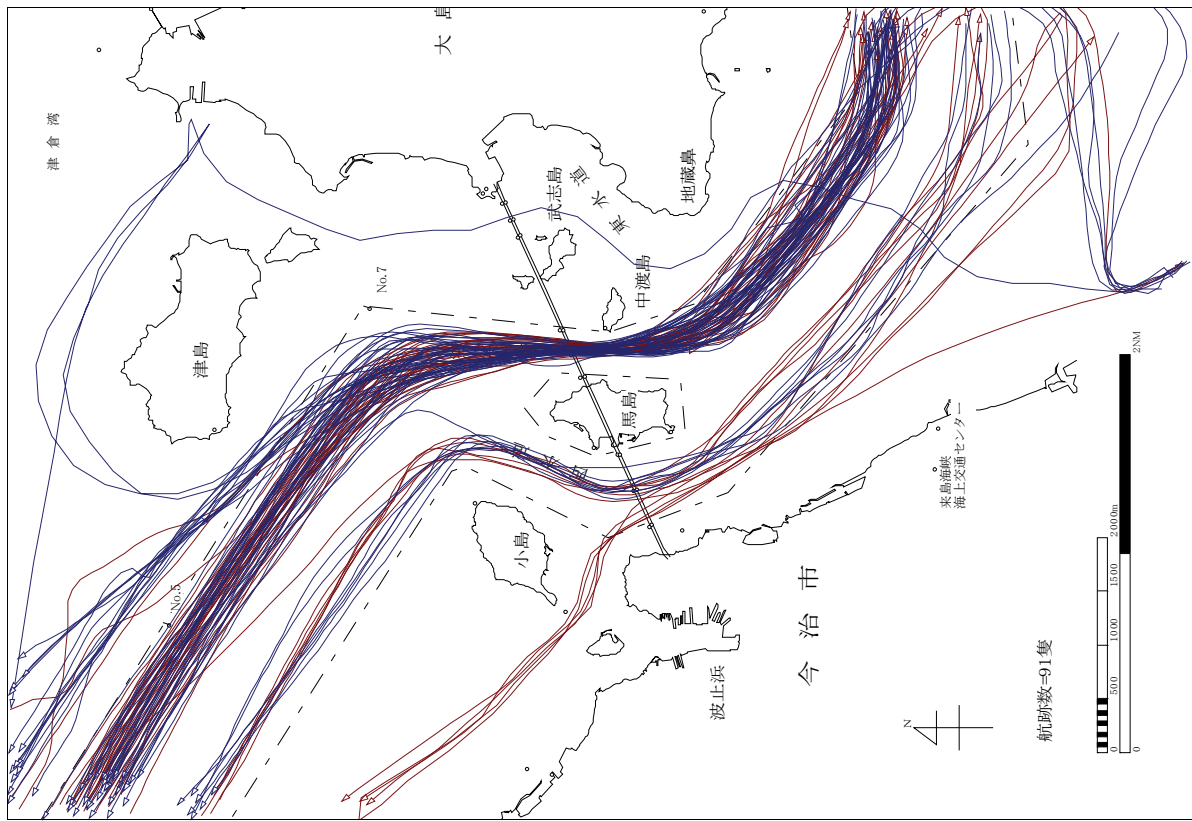 大島
津倉湾
武志島
東水道
地蔵鼻
中渡島
No.7
津島
馬島
西水道
小島
No.5
来島海峡
海上交通センター
今治市
波止浜
N
航跡数=91隻
0 500 1000 1500 2000m
0 2NM